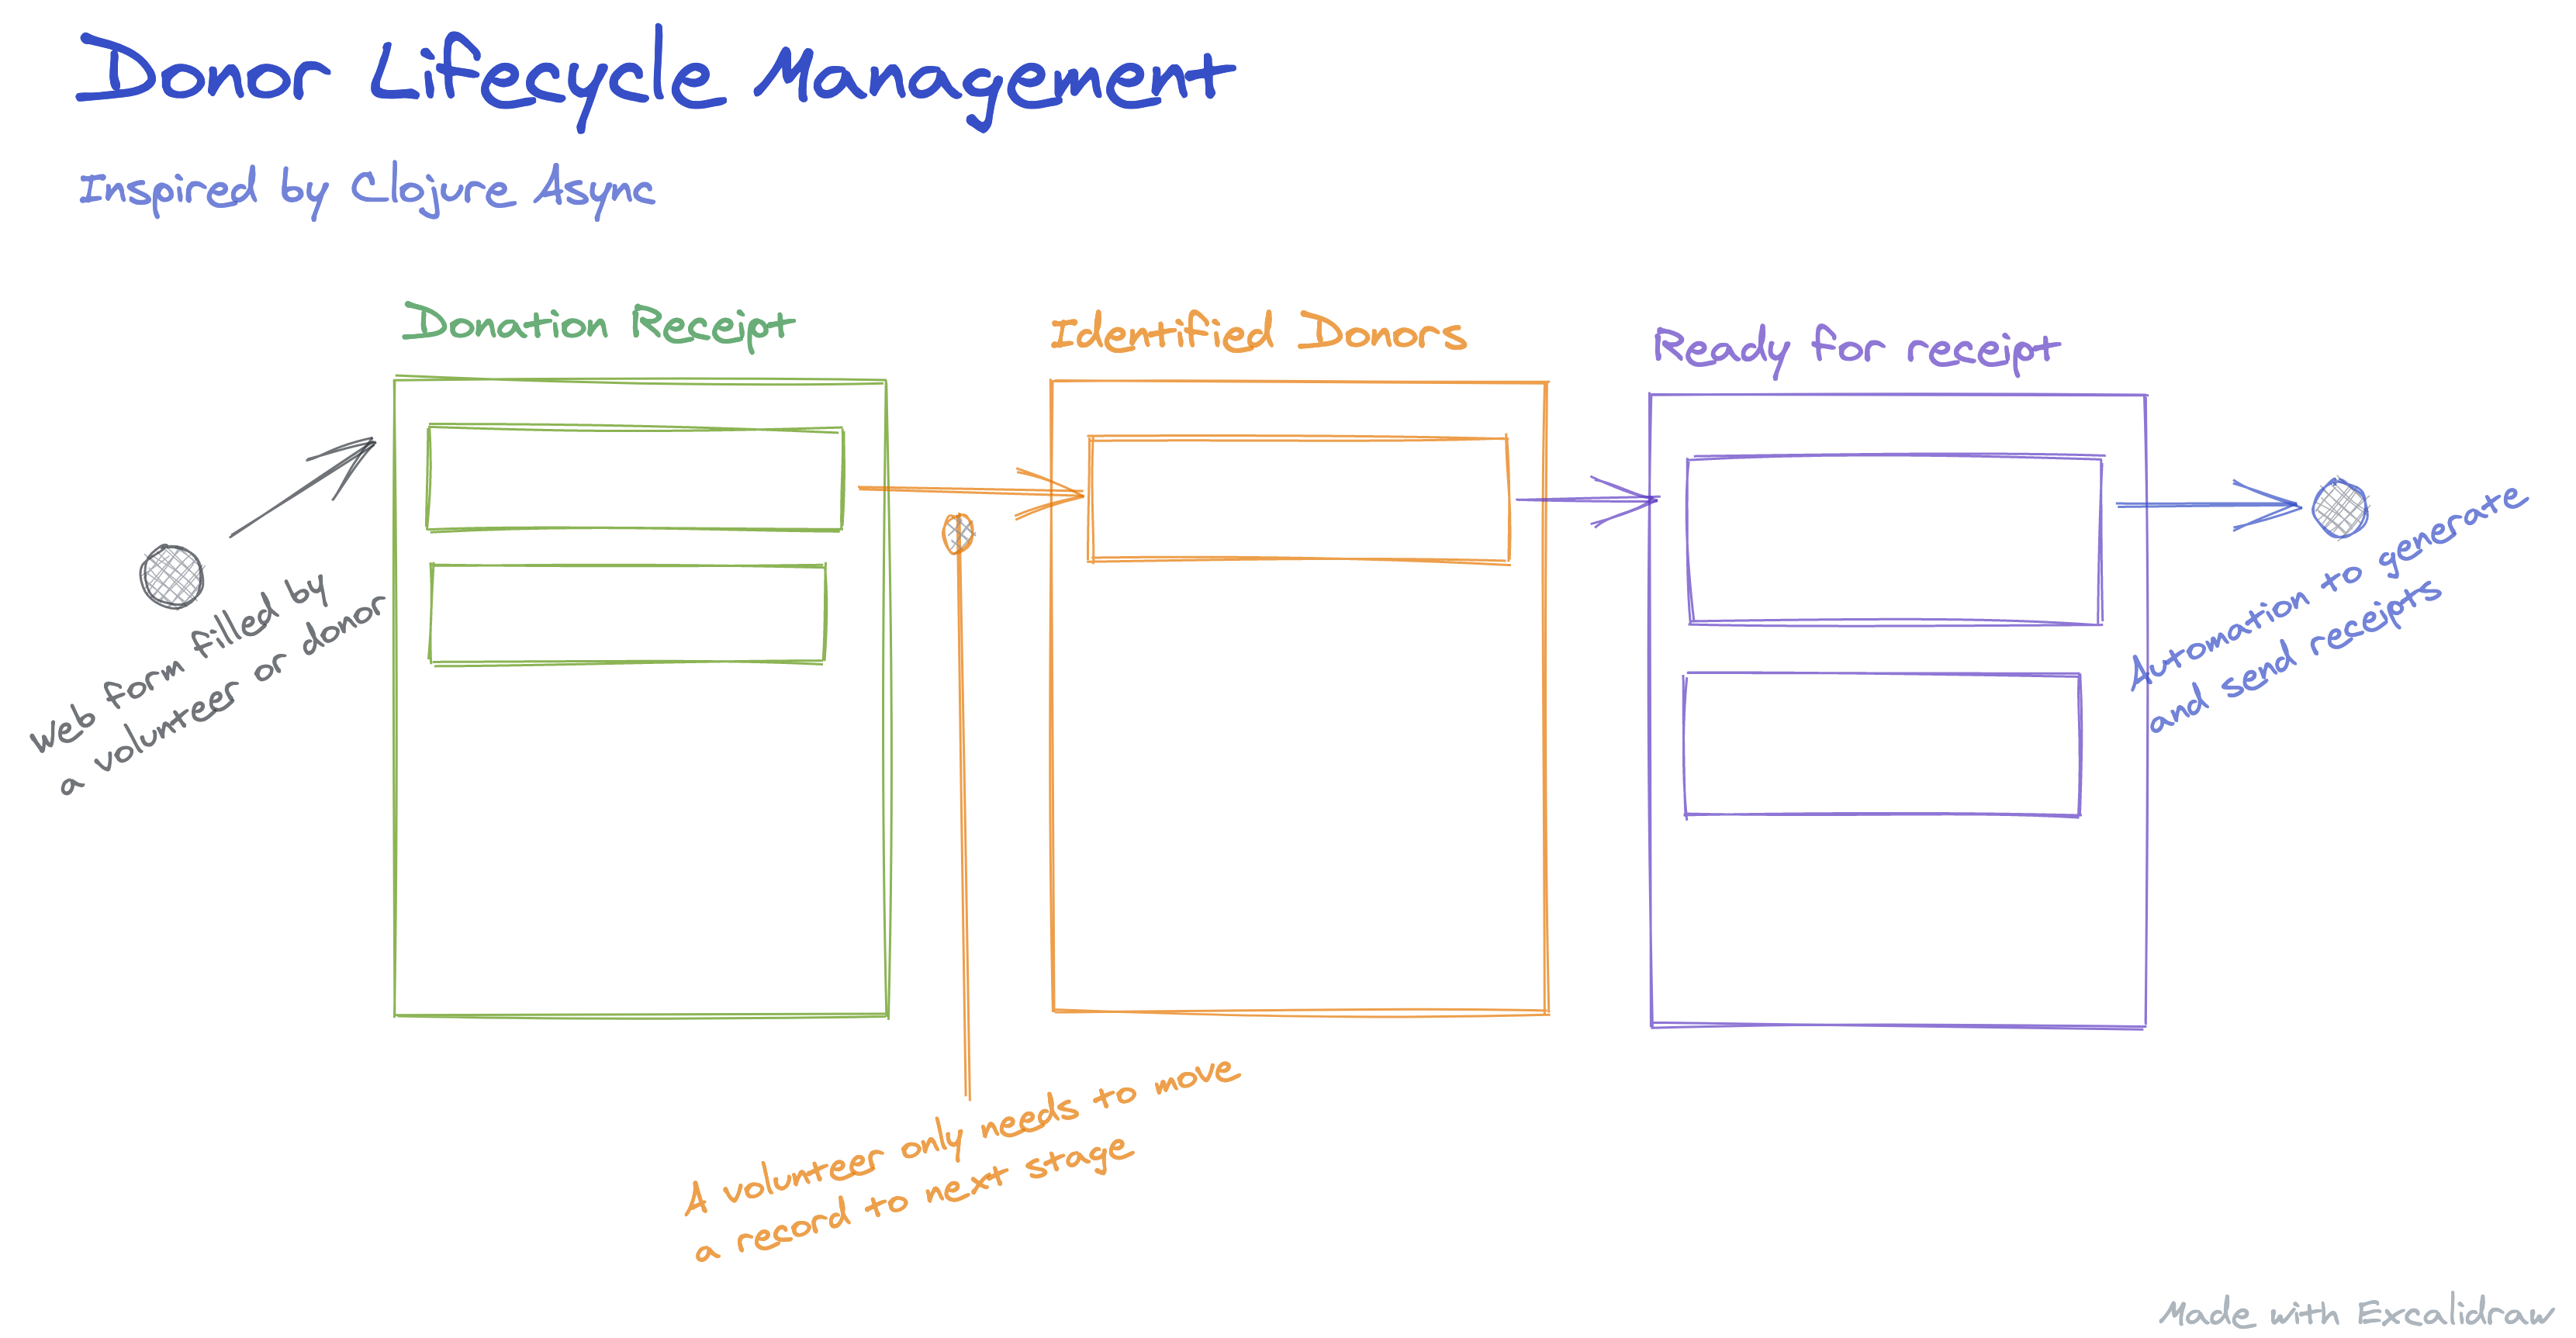 Donor Lifecycle Management
Inspired by Clojure Async
Donation Receipt
Identified Donors
Ready for receipt
Web form filled by
a volunteer or donor
Automation to generate
and send receipts
A volunteer only needs to move
a record to next stage
Made with Excalidraw